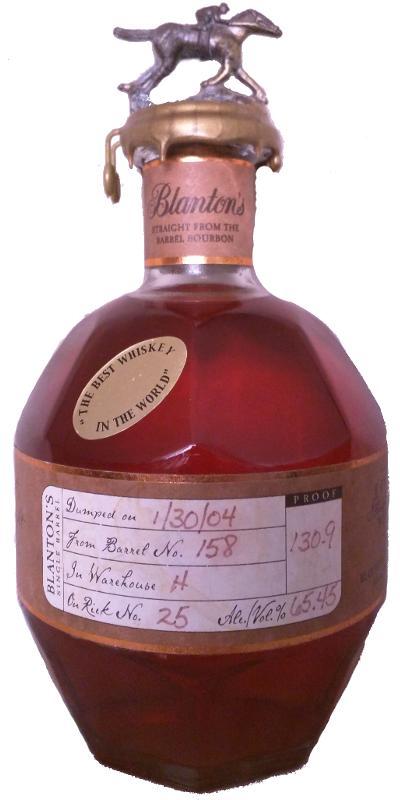 Blanton's
STRAIGHT FROM THE
BARREL BOURBON
"THE BEST WHISKEY
IN THE WORLD"
BLANTON'S
SINGLE BARREL
Dumped on 1/30/04
PROOF
From Barrel No. 158
130.9
In Warehouse H
On Rick No. 25 Alc./Vol.% 65.45